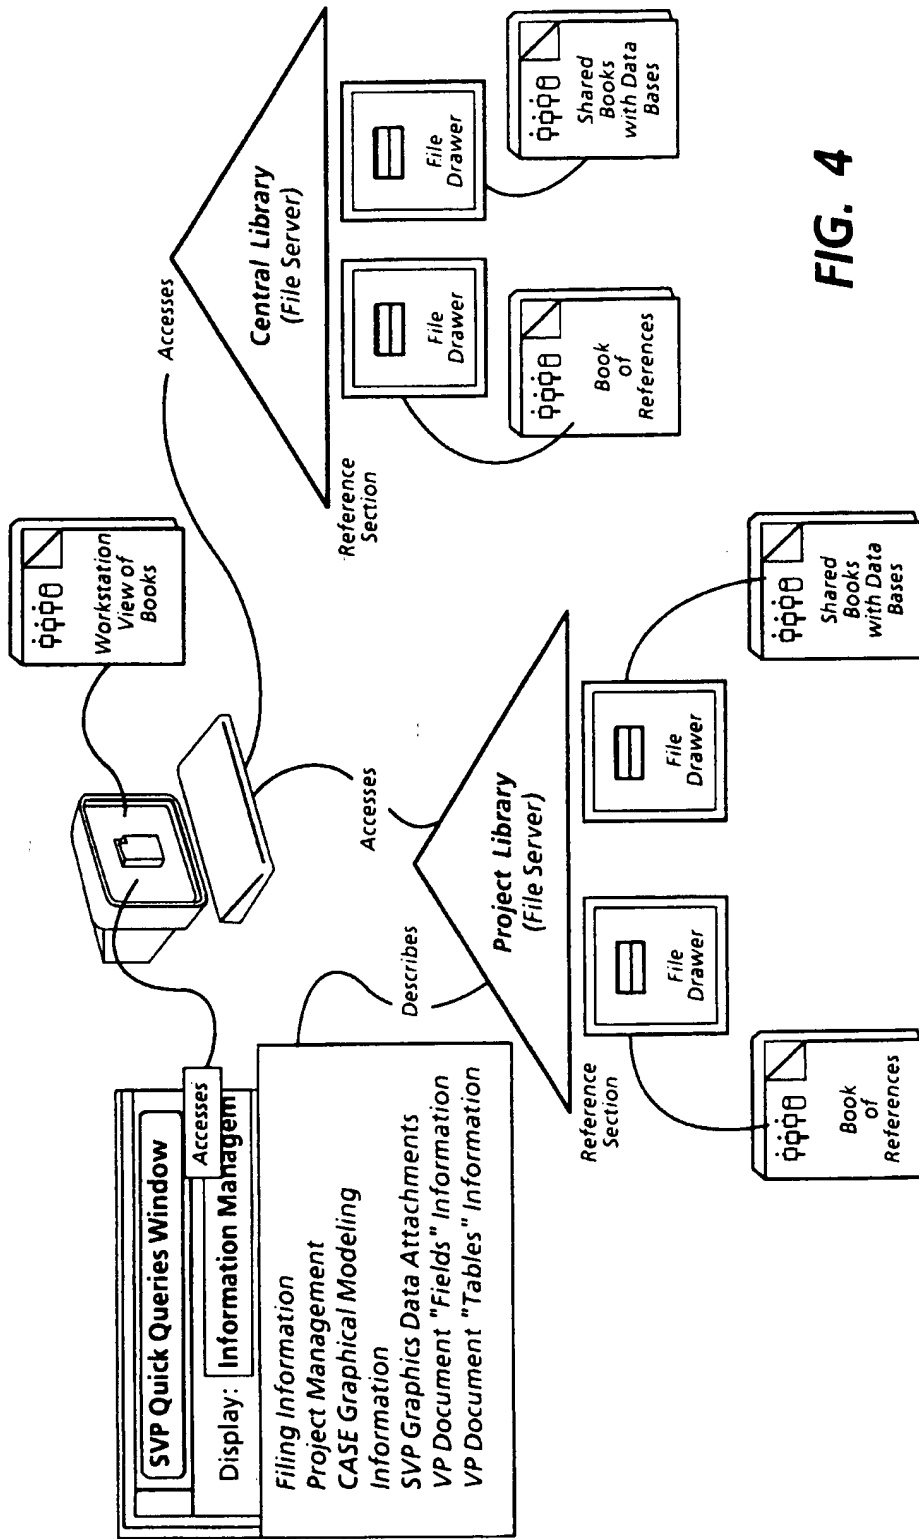 SVP Quick Queries Window
Accesses
Display: Information Managem
Filing Information
Project Management
CASE Graphical Modeling
Information
SVP Graphics Data Attachments
VP Document "Fields" Information
VP Document "Tables" Information
Describes
Accesses
Accesses
Workstation
View of
Books
Project Library
(File Server)
Reference
Section
File
Drawer
File
Drawer
Book
of
References
Shared
Books
with Data
Bases
Central Library
(File Server)
Reference
Section
File
Drawer
File
Drawer
Book
of
References
Shared
Books
with Data
Bases
FIG. 4